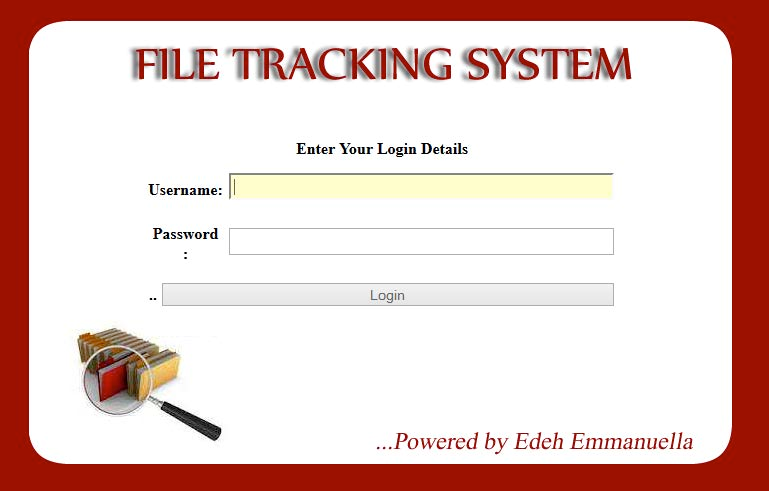 FILE TRACKING SYSTEM
Enter Your Login Details
Username:
Password
:
.. Login
...Powered by Edeh Emmanuella